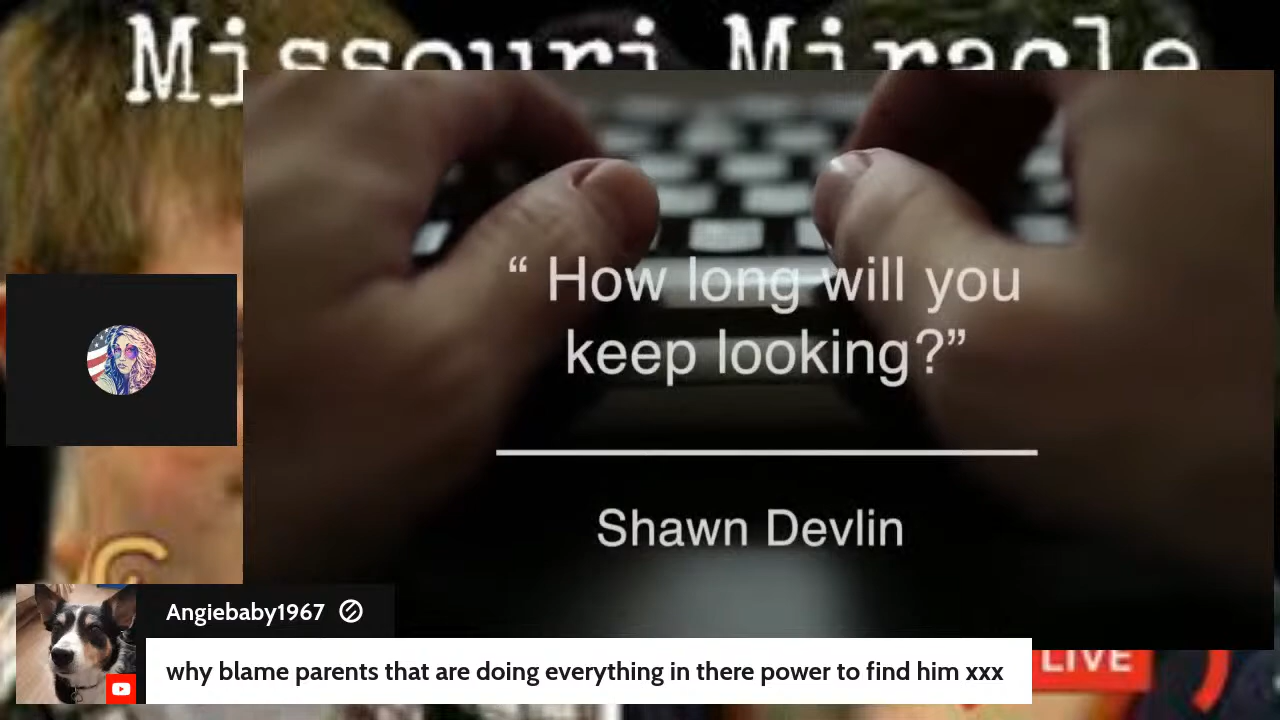 Missouri Miracle
“ How long will you
keep looking?”
Shawn Devlin
Angiebaby1967
why blame parents that are doing everything in there power to find him xxx
LIVE